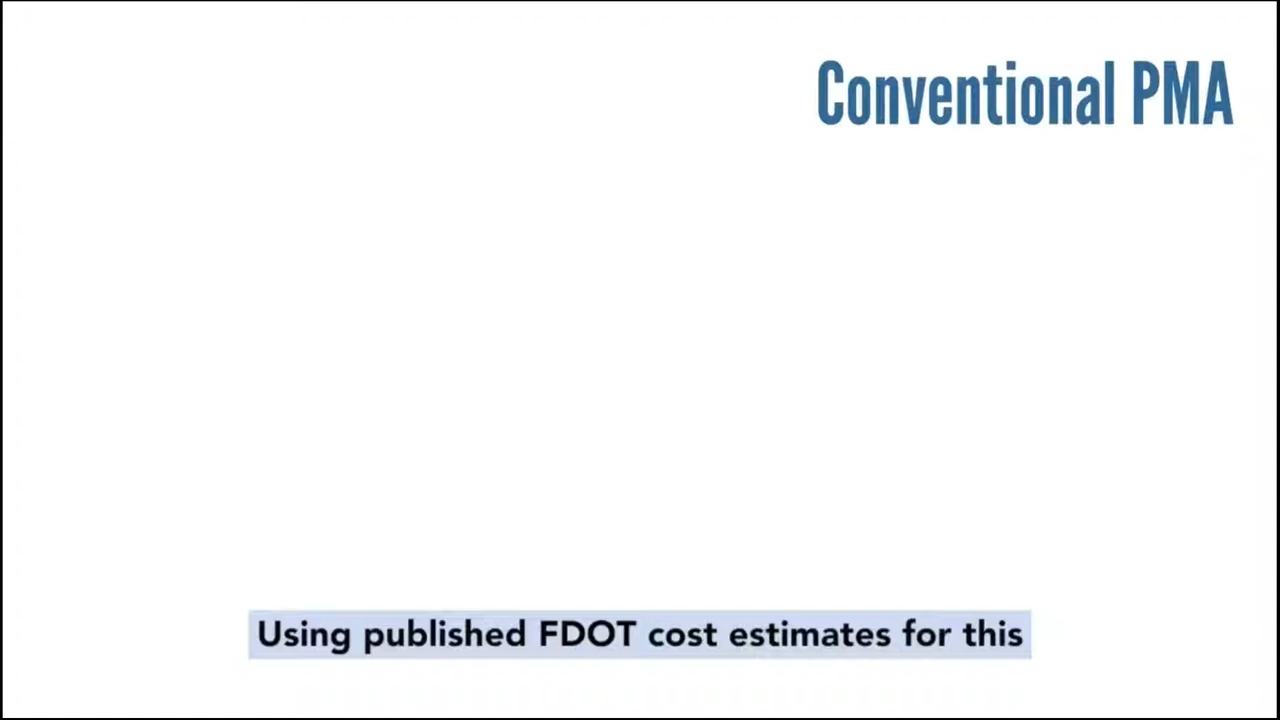 Conventional PMA
Using published FDOT cost estimates for this